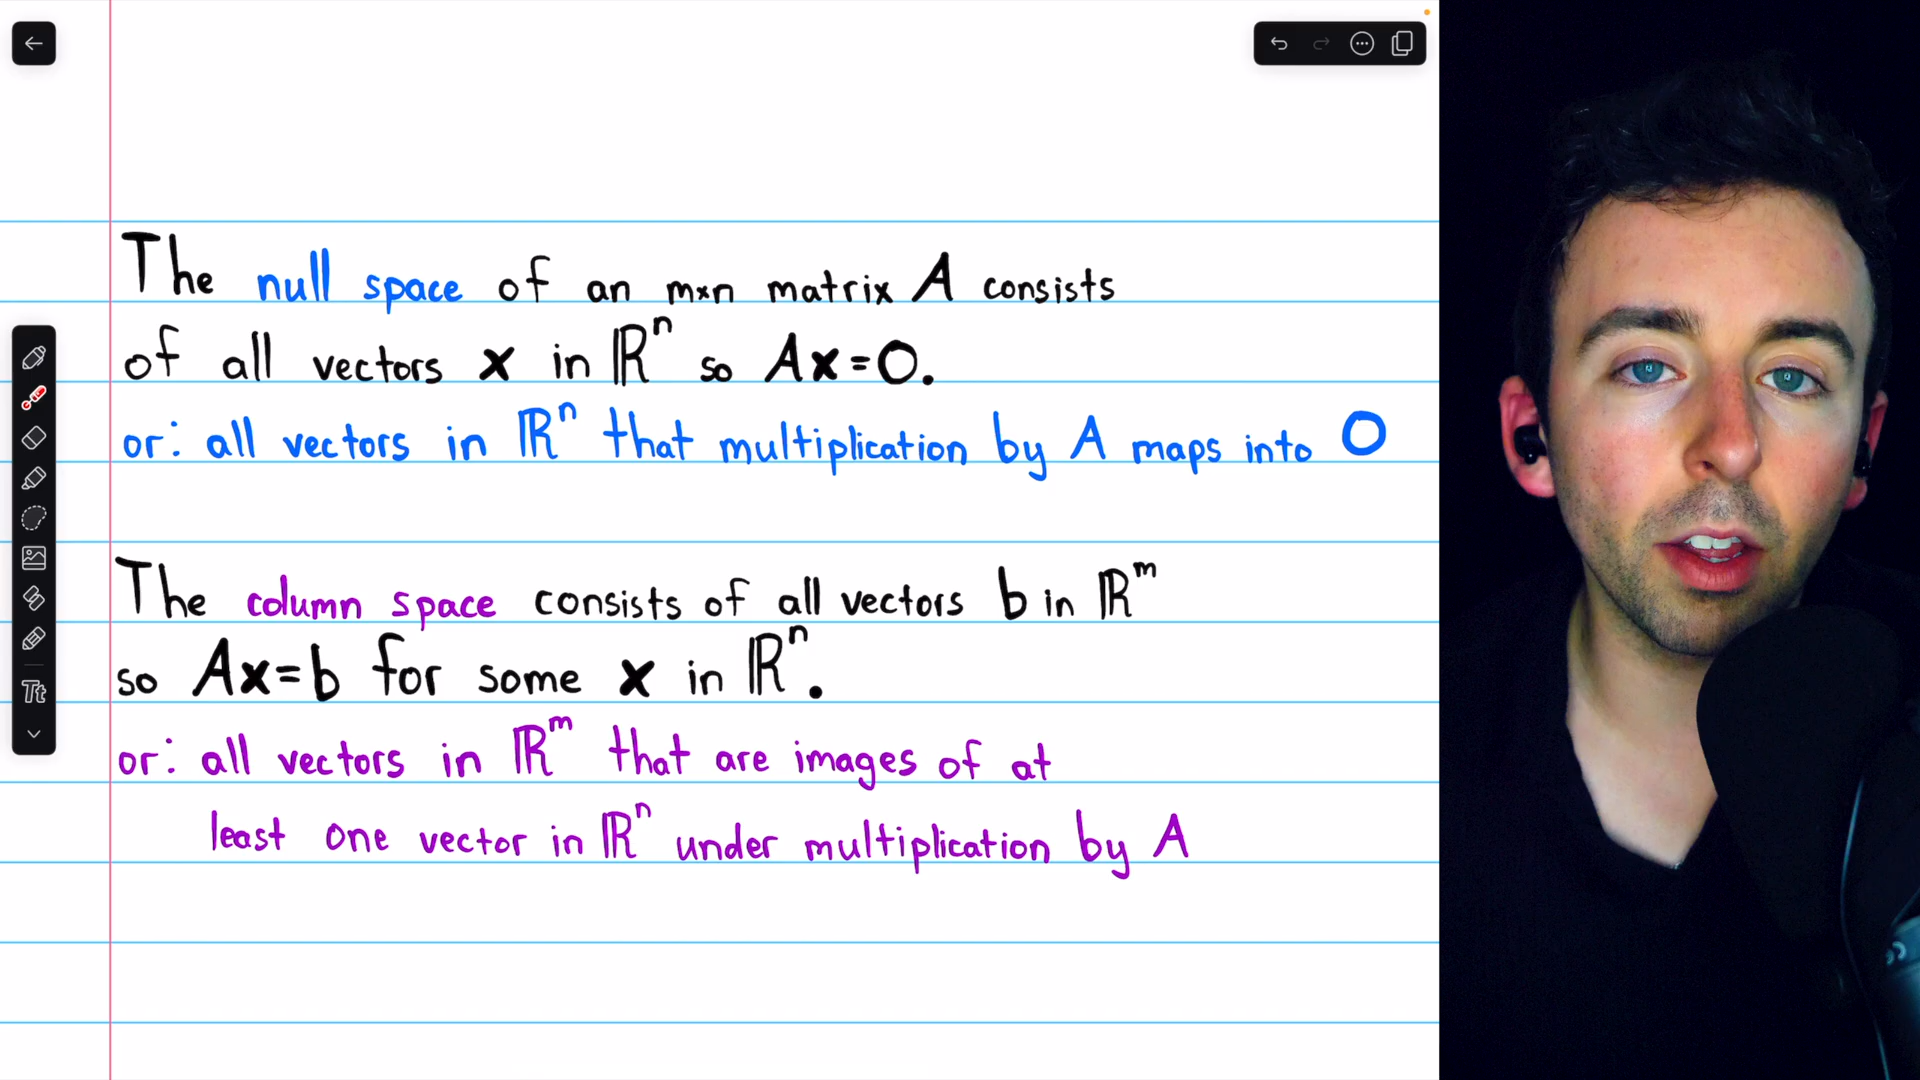 The null space of an m×n matrix A consists
of all vectors x in ℝⁿ so Ax=0.
or: all vectors in ℝⁿ that multiplication by A maps into 0
The column space consists of all vectors b in ℝᵐ
so Ax=b for some x in ℝⁿ.
or: all vectors in ℝᵐ that are images of at
least one vector in ℝⁿ under multiplication by A
Tt